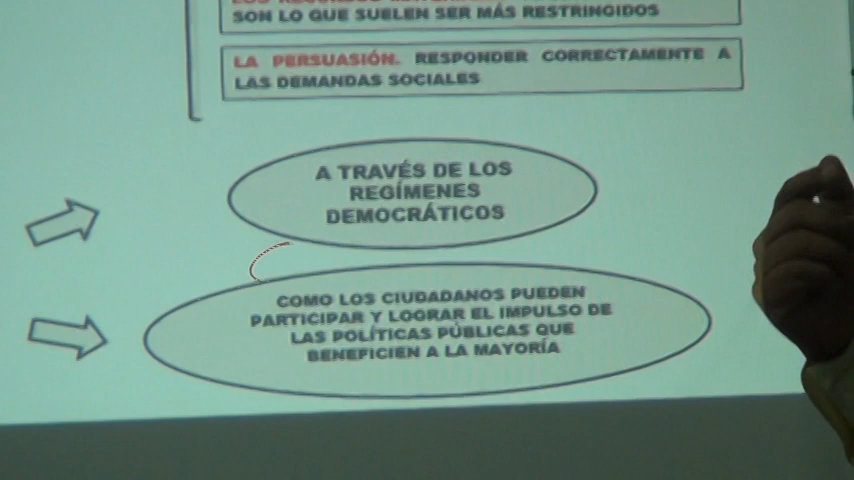 SON LO QUE SUELEN SER MÁS RESTRINGIDOS
LA PERSUASIÓN. RESPONDER CORRECTAMENTE A
LAS DEMANDAS SOCIALES
A TRAVÉS DE LOS
REGÍMENES
DEMOCRÁTICOS
COMO LOS CIUDADANOS PUEDEN
PARTICIPAR Y LOGRAR EL IMPULSO DE
LAS POLÍTICAS PÚBLICAS QUE
BENEFICIEN A LA MAYORÍA